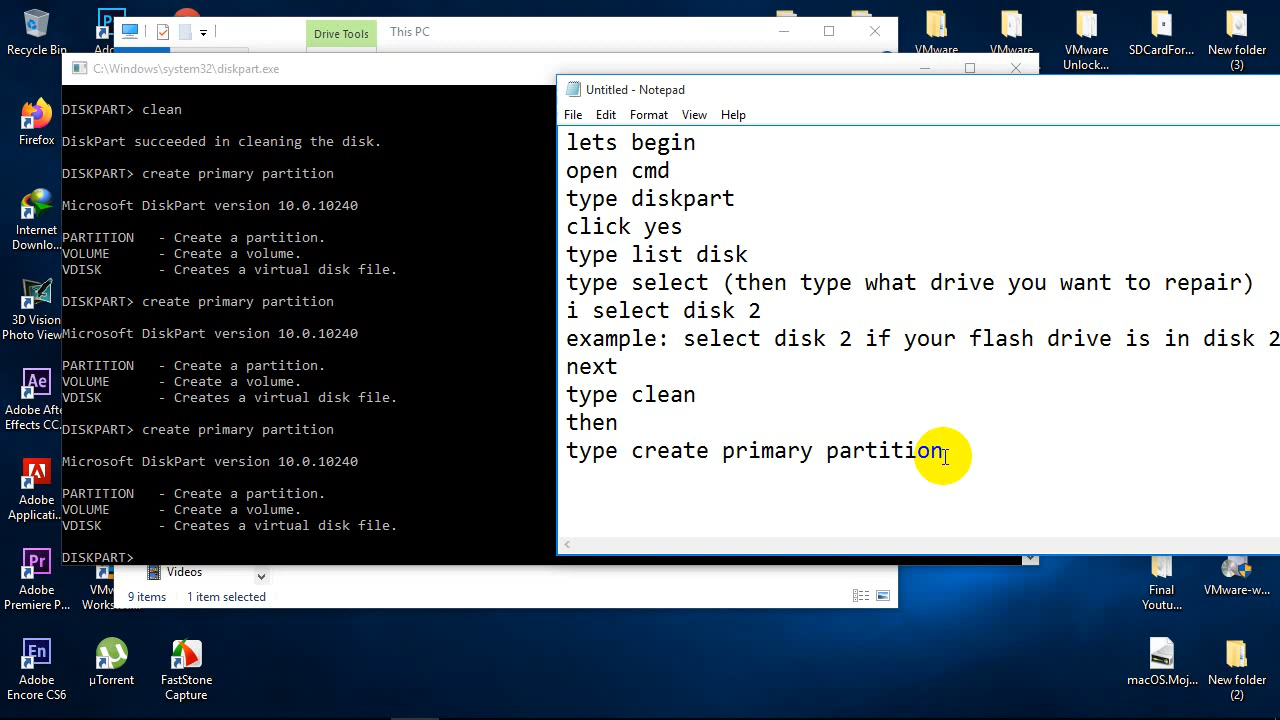 Recycle Bin
Ado
Drive Tools
This PC
VMware
VMware
VMware
Unlock...
SDCardFor...
New folder
(3)
C:\Windows\system32\diskpart.exe
DISKPART> clean
DiskPart succeeded in cleaning the disk.
DISKPART> create primary partition
Microsoft DiskPart version 10.0.10240
PARTITION - Create a partition.
VOLUME - Create a volume.
VDISK - Creates a virtual disk file.
DISKPART> create primary partition
Microsoft DiskPart version 10.0.10240
PARTITION - Create a partition.
VOLUME - Create a volume.
VDISK - Creates a virtual disk file.
DISKPART> create primary partition
Microsoft DiskPart version 10.0.10240
PARTITION - Create a partition.
VOLUME - Create a volume.
VDISK - Creates a virtual disk file.
DISKPART>
Untitled - Notepad
File Edit Format View Help
lets begin
open cmd
type diskpart
click yes
type list disk
type select (then type what drive you want to repair)
i select disk 2
example: select disk 2 if your flash drive is in disk 2
next
type clean
then
type create primary partition
Firefox
Internet
Downlo...
3D Vision
Photo View
Ae
Adobe Aft
Effects CC
Adobe
Applicati
Pr
Adobe
Premiere P...
VMw
Works
Videos
9 items 1 item selected
Final
Youtu...
VMware-w...
En
Adobe
Encore CS6
µTorrent
FastStone
Capture
macOS.Moj...
New folder
(2)